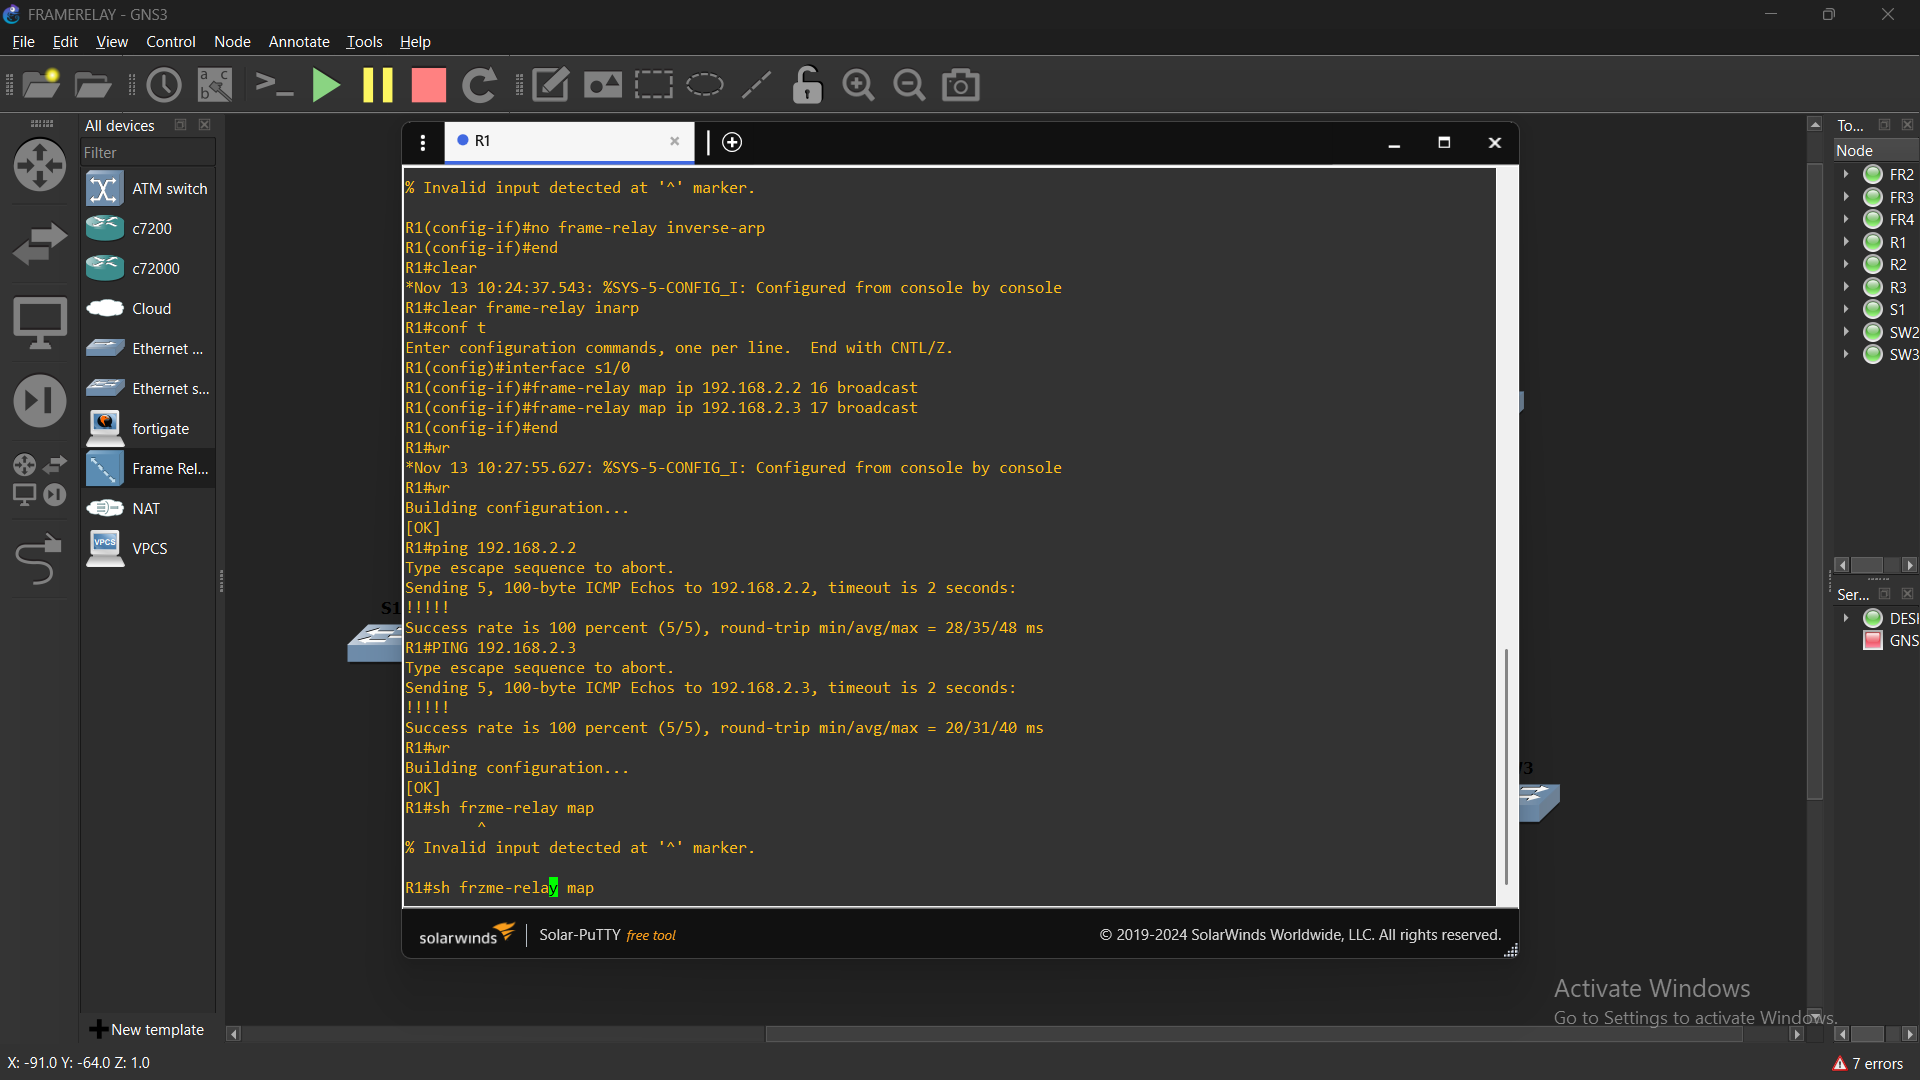 FRAMERELAY - GNS3
File Edit View Control Node Annotate Tools Help
a b c
All devices
Filter
ATM switch
c7200
c72000
Cloud
Ethernet ...
Ethernet s...
fortigate
Frame Rel...
NAT
VPCS
VPCS
New template
X: -91.0 Y: -64.0 Z: 1.0
S1
R1
% Invalid input detected at '^' marker.
R1(config-if)#no frame-relay inverse-arp
R1(config-if)#end
R1#clear
*Nov 13 10:24:37.543: %SYS-5-CONFIG_I: Configured from console by console
R1#clear frame-relay inarp
R1#conf t
Enter configuration commands, one per line.  End with CNTL/Z.
R1(config)#interface s1/0
R1(config-if)#frame-relay map ip 192.168.2.2 16 broadcast
R1(config-if)#frame-relay map ip 192.168.2.3 17 broadcast
R1(config-if)#end
R1#wr
*Nov 13 10:27:55.627: %SYS-5-CONFIG_I: Configured from console by console
R1#wr
Building configuration...
[OK]
R1#ping 192.168.2.2
Type escape sequence to abort.
Sending 5, 100-byte ICMP Echos to 192.168.2.2, timeout is 2 seconds:
!!!!!
Success rate is 100 percent (5/5), round-trip min/avg/max = 28/35/48 ms
R1#PING 192.168.2.3
Type escape sequence to abort.
Sending 5, 100-byte ICMP Echos to 192.168.2.3, timeout is 2 seconds:
!!!!!
Success rate is 100 percent (5/5), round-trip min/avg/max = 20/31/40 ms
R1#wr
Building configuration...
[OK]
R1#sh frzme-relay map
^
% Invalid input detected at '^' marker.
R1#sh frzme-relay map
solarwinds
Solar-PuTTY free tool
© 2019-2024 SolarWinds Worldwide, LLC. All rights reserved.
/3
To...
Node
FR2
FR3
FR4
R1
R2
R3
S1
SW2
SW3
Ser...
DESI
GNS
Activate Windows
Go to Settings to activate Windows.
7 errors